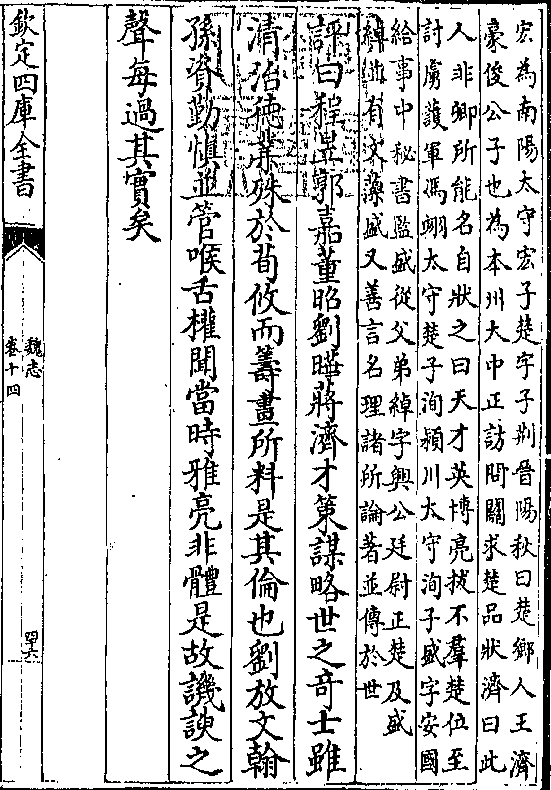 宏為南陽太守宏子楚字子荆晉陽秋曰楚鄉人王濟
豪俊公子也為本州大中正訪問關求楚品狀濟曰此
人非卿所能名自狀之曰天才英博亮拔不羣楚位至
討虜護軍馮翊太守楚子洵潁川太守洵子盛字安國
給事中秘書監盛從父弟綽字興公廷尉正楚及盛
綽並有文藻盛又善言名理諸所論著並傳於世
評曰程昱郭嘉董昭劉曄蔣濟才策謀略世之奇士雖
清治德業殊於荀攸而籌畫所料是其倫也劉放文翰
孫資勤慎並管喉舌權聞當時雅亮非體是故譏諛之
聲每過其實矣
欽定四庫全書
魏志
卷十四
四六